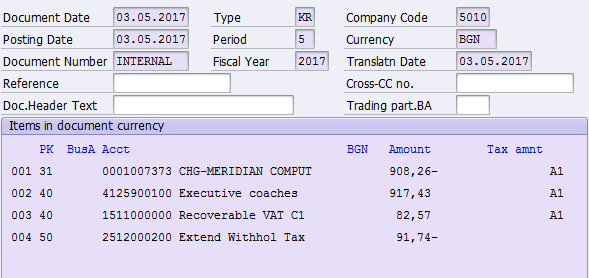 Document Date 03.05.2017 Type KR Company Code 5010
Posting Date 03.05.2017 Period 5 Currency BGN
Document Number INTERNAL Fiscal Year 2017 Translatn Date 03.05.2017
Reference Cross-CC no.
Doc.Header Text Trading part.BA
Items in document currency
PK BusA Acct BGN Amount Tax amnt
001 31 0001007373 CHG-MERIDIAN COMPUT 908,26- A1
002 40 4125900100 Executive coaches 917,43 A1
003 40 1511000000 Recoverable VAT C1 82,57 A1
004 50 2512000200 Extend Withhol Tax 91,74-